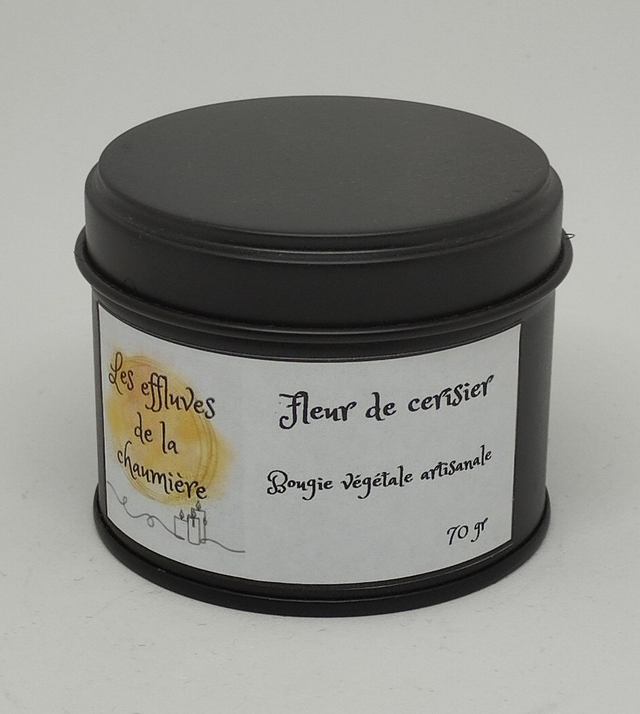 Les effluves
de la
chaumière
Fleur de cerisier
Bougie végétale artisanale
70 gr